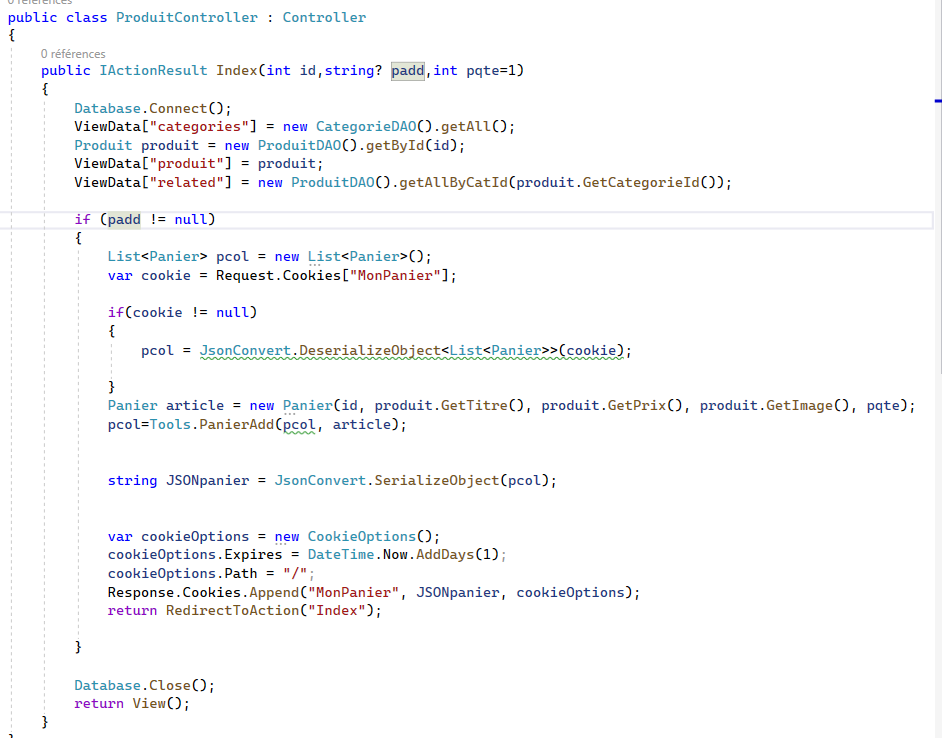 0 références
public class ProduitController : Controller
{
0 références
public IActionResult Index(int id,string? padd,int pqte=1)
{
Database.Connect();
ViewData["categories"] = new CategorieDAO().getAll();
Produit produit = new ProduitDAO().getById(id);
ViewData["produit"] = produit;
ViewData["related"] = new ProduitDAO().getAllByCatId(produit.GetCategorieId());
if (padd != null)
{
List<Panier> pcol = new List<Panier>();
var cookie = Request.Cookies["MonPanier"];
if(cookie != null)
{
pcol = JsonConvert.DeserializeObject<List<Panier>>(cookie);
}
Panier article = new Panier(id, produit.GetTitre(), produit.GetPrix(), produit.GetImage(), pqte);
pcol=Tools.PanierAdd(pcol, article);
string JSONpanier = JsonConvert.SerializeObject(pcol);
var cookieOptions = new CookieOptions();
cookieOptions.Expires = DateTime.Now.AddDays(1);
cookieOptions.Path = "/";
Response.Cookies.Append("MonPanier", JSONpanier, cookieOptions);
return RedirectToAction("Index");
}
Database.Close();
return View();
}
}